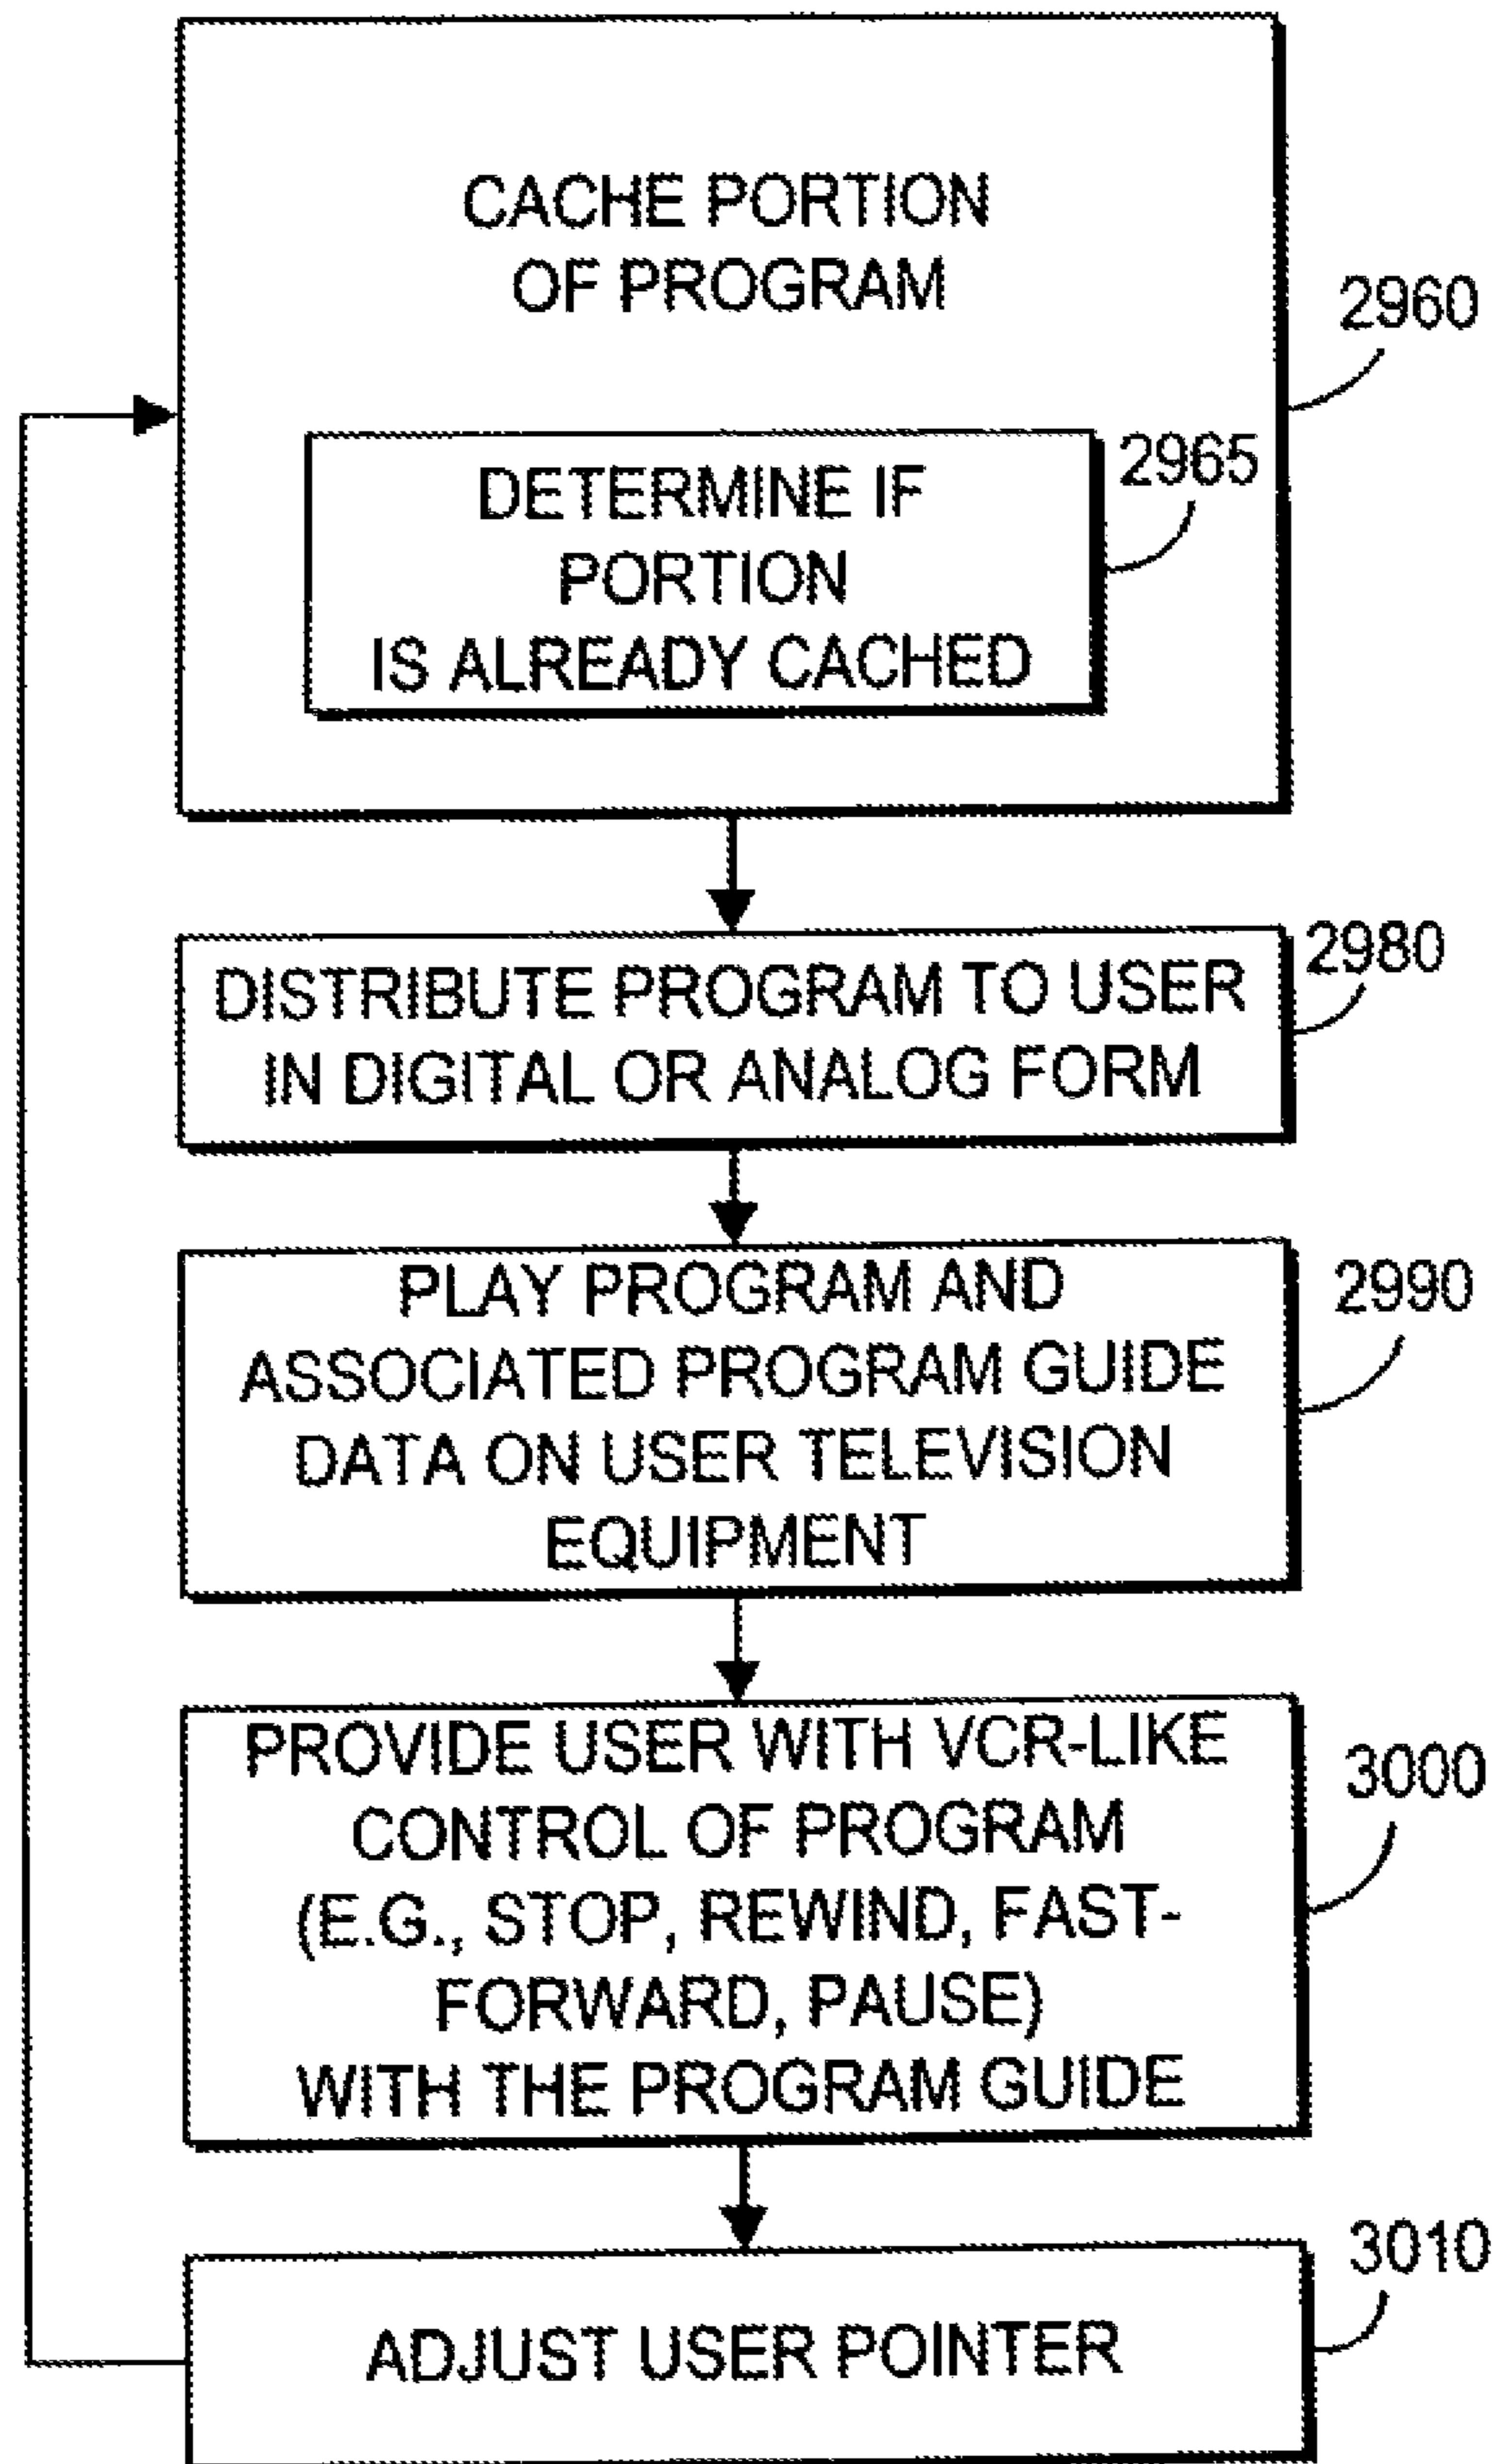 CACHE PORTION
OF PROGRAM
2960
DETERMINE IF
PORTION
IS ALREADY CACHED
2965
DISTRIBUTE PROGRAM TO USER
IN DIGITAL OR ANALOG FORM
2980
PLAY PROGRAM AND
ASSOCIATED PROGRAM GUIDE
DATA ON USER TELEVISION
EQUIPMENT
2990
PROVIDE USER WITH VCR-LIKE
CONTROL OF PROGRAM
(E.G., STOP, REWIND, FAST-
FORWARD, PAUSE)
WITH THE PROGRAM GUIDE
3000
ADJUST USER POINTER
3010